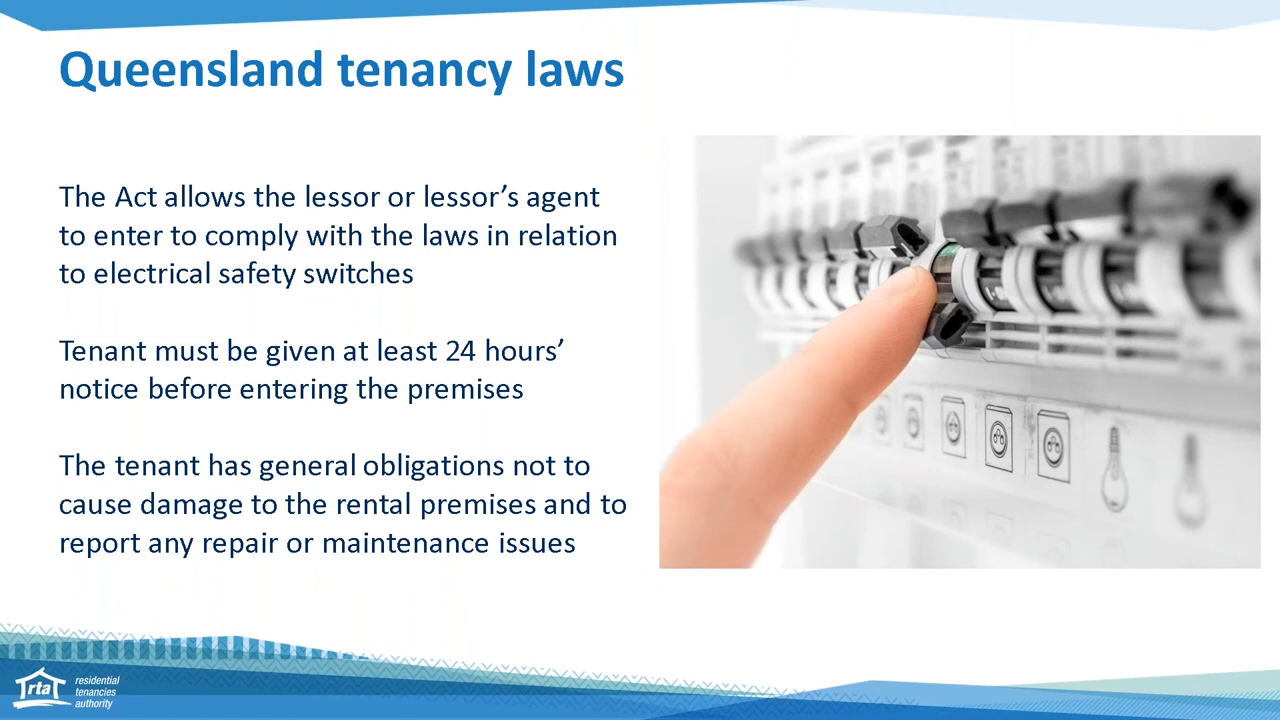 Queensland tenancy laws
The Act allows the lessor or lessor’s agent
to enter to comply with the laws in relation
to electrical safety switches
Tenant must be given at least 24 hours’
notice before entering the premises
The tenant has general obligations not to
cause damage to the rental premises and to
report any repair or maintenance issues
rta
residential
tenancies
authority